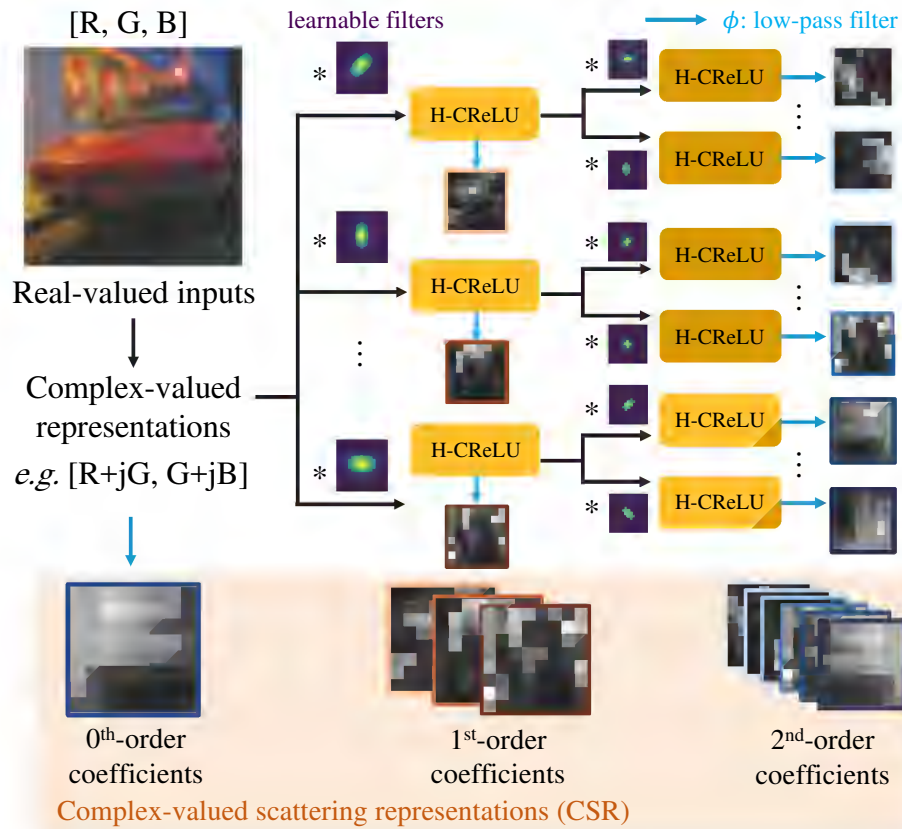 [R, G, B]
learnable filters
ϕ: low-pass filter
*
*
H-CReLU
H-CReLU
⋮
H-CReLU
*
Real-valued inputs
*
*
H-CReLU
H-CReLU
⋮
H-CReLU
*
⋮
Complex-valued
representations
e.g. [R+jG, G+jB]
*
*
H-CReLU
H-CReLU
⋮
H-CReLU
*
0th-order
coefficients
1st-order
coefficients
2nd-order
coefficients
Complex-valued scattering representations (CSR)